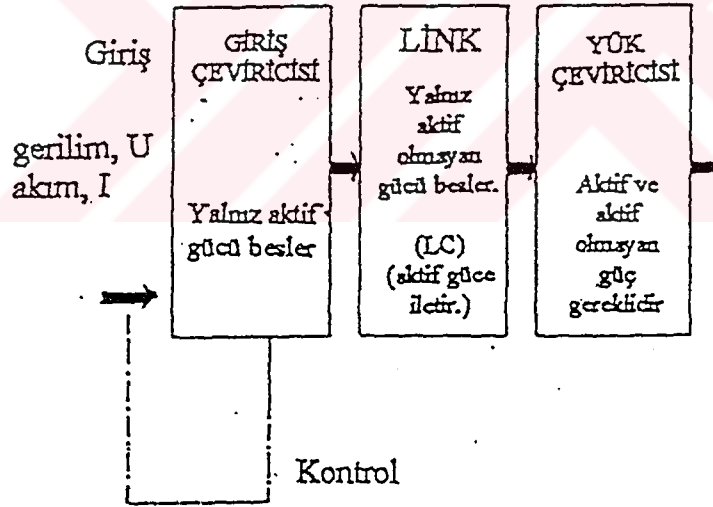 Giriş
gerilim, U
akım, I
GİRİŞ
ÇEVİRİCİSİ
Yalnız aktif
gücü besler
LİNK
Yalnız
aktif
olmayan
gücü besler.
(LC)
(aktif güce
iletir.)
YÜK
ÇEVİRİCİSİ
Aktif ve
aktif
olmayan
güç
gereklidir
Kontrol